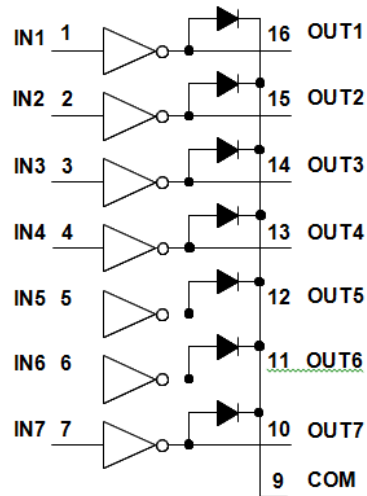 IN1 1 16 OUT1
IN2 2 15 OUT2
IN3 3 14 OUT3
IN4 4 13 OUT4
IN5 5 12 OUT5
IN6 6 11 OUT6
IN7 7 10 OUT7
9 COM